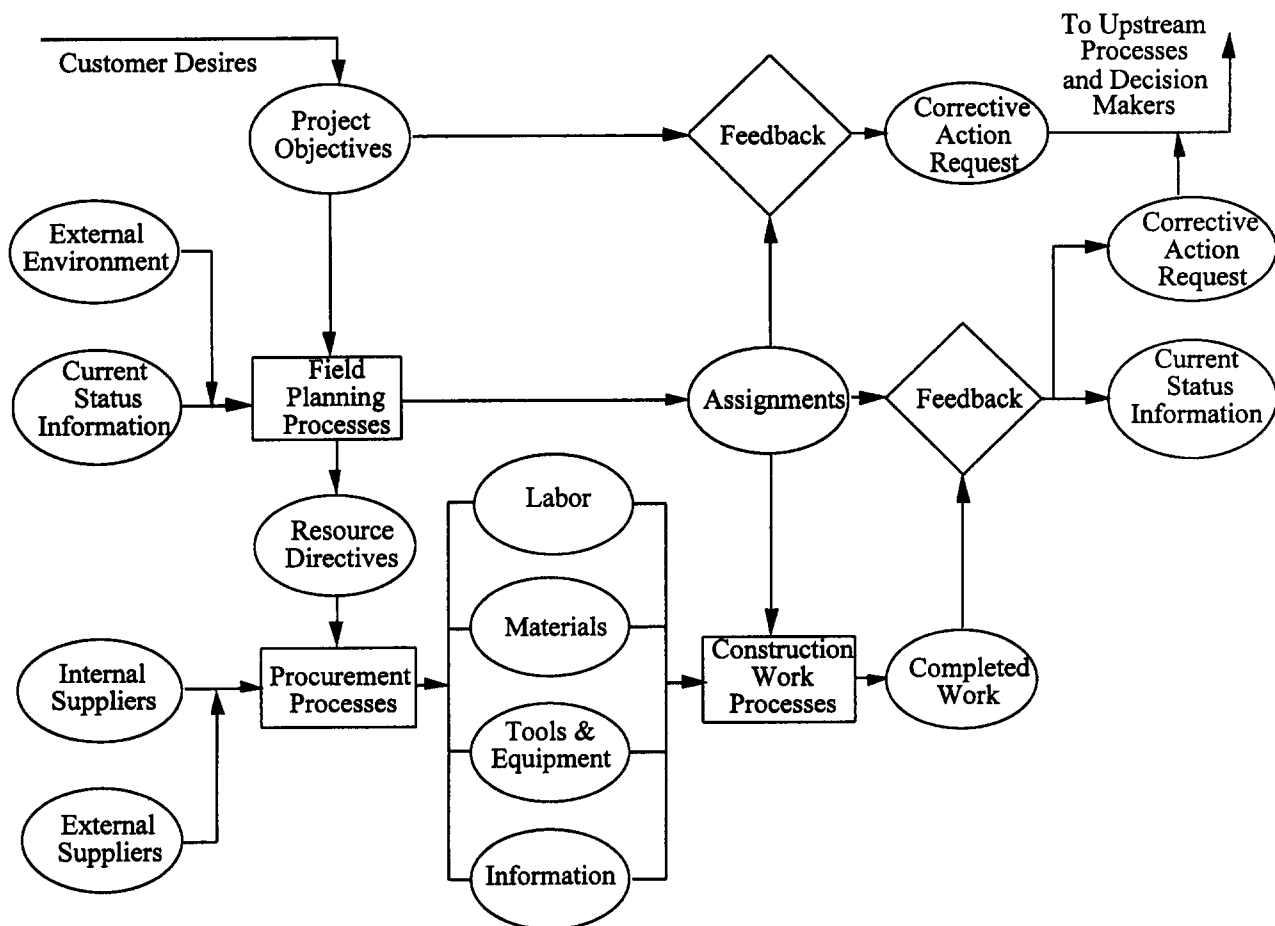 Customer Desires
To Upstream
Processes
and Decision
Makers
Project
Objectives
Feedback
Corrective
Action
Request
External
Environment
Corrective
Action
Request
Current
Status
Information
Field
Planning
Processes
Assignments
Feedback
Current
Status
Information
Resource
Directives
Labor
Materials
Internal
Suppliers
Procurement
Processes
Construction
Work
Processes
Completed
Work
Tools &
Equipment
External
Suppliers
Information